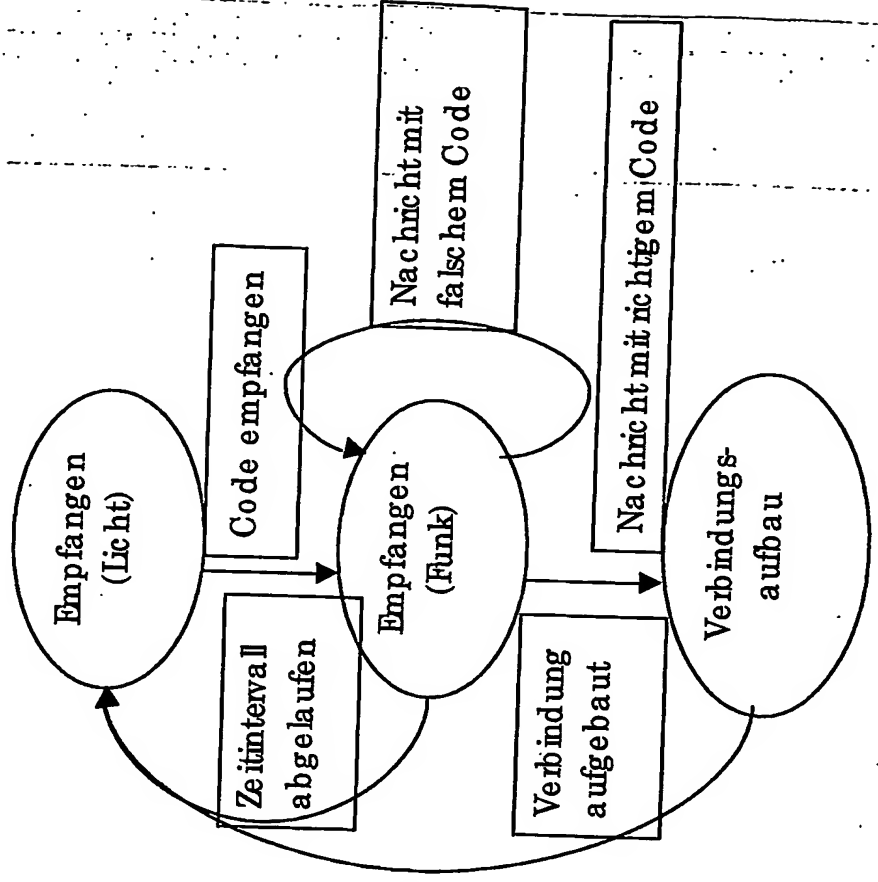 Empfangen
(Licht)
Code empfangen
Zeitintervall
abgelaufen
Empfangen
(Funk)
Nachricht mit
falschem Code
Verbindung
aufgebaut
Nachricht mit richtigem Code
Verbindungs-
aufbau